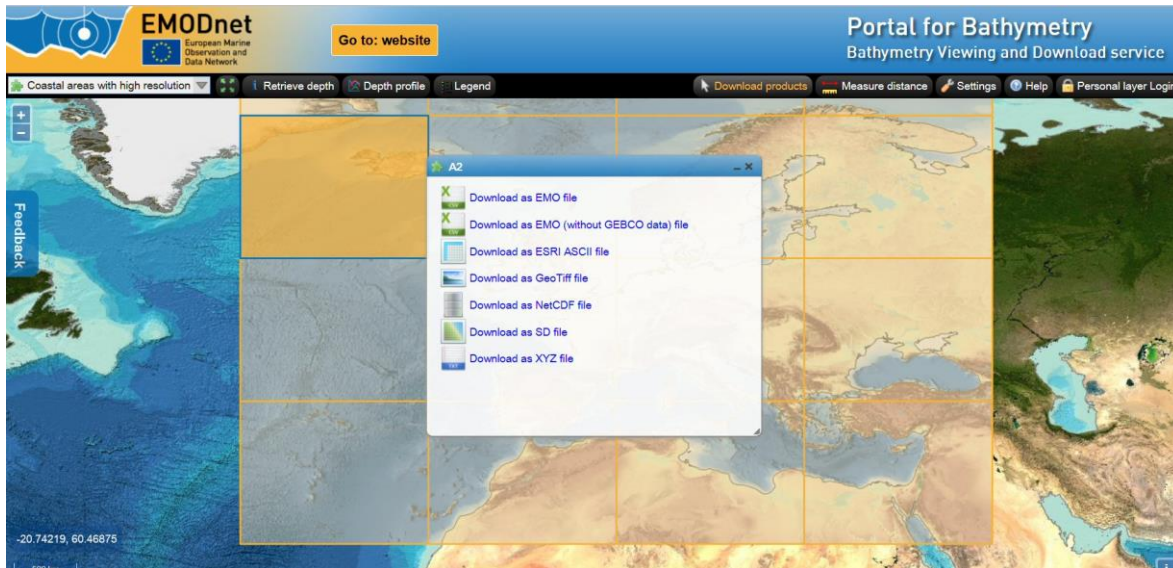 EMODnet
European Marine
Observation and
Data Network
Go to: website
Portal for Bathymetry
Bathymetry Viewing and Download service
Coastal areas with high resolution
Retrieve depth
Depth profile
Legend
Download products
Measure distance
Settings
Help
Personal layer Login
+
-
Feedback
A2
Download as EMO file
Download as EMO (without GEBCO data) file
Download as ESRI ASCII file
Download as GeoTiff file
Download as NetCDF file
Download as SD file
Download as XYZ file
-20.74219, 60.46875